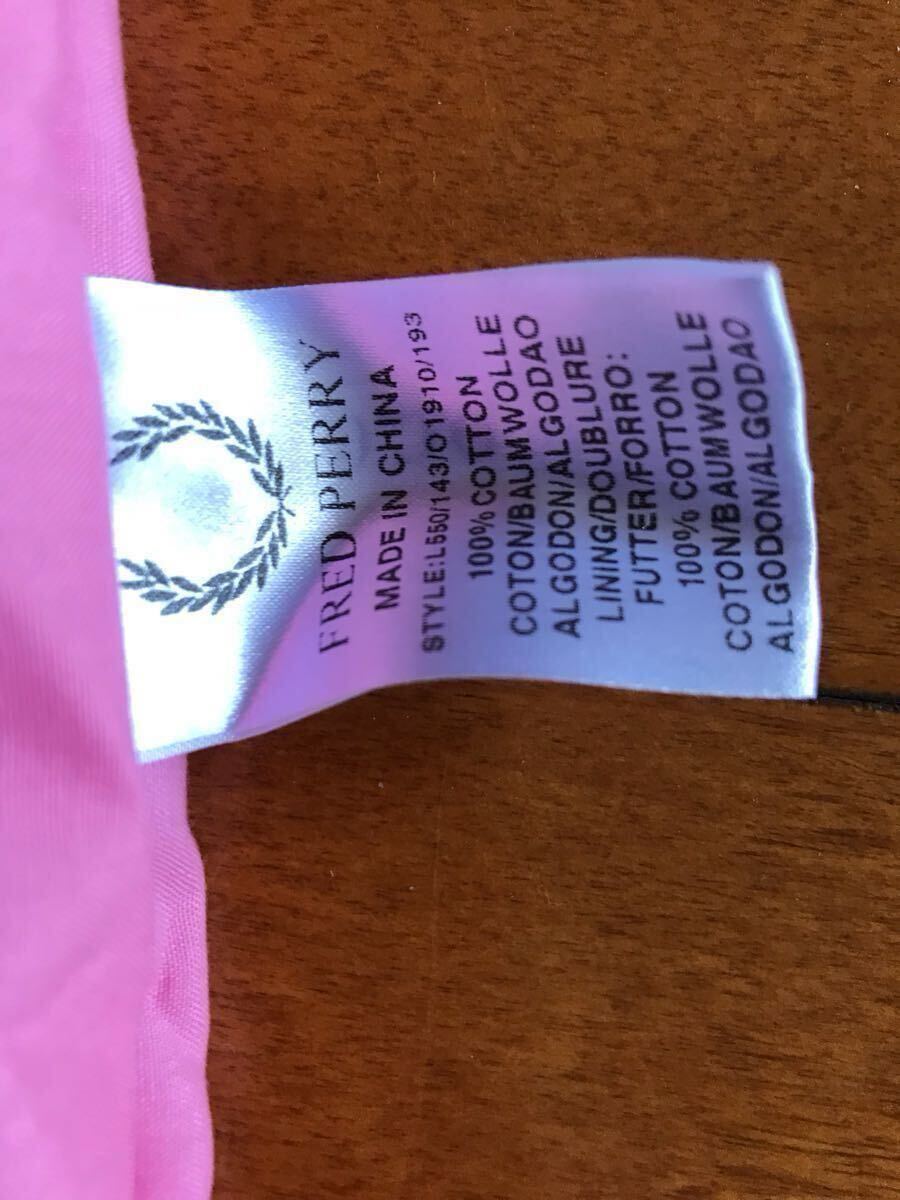 FRED PERRY
MADE IN CHINA
STYLE:L550/143/O1910/193
100%COTTON
COTON/BAUMWOLLE
ALGODON/ALGODAO
LINING/DOUBLURE
FUTTER/FORRO:
100% COTTON
COTON/BAUMWOLLE
ALGODON/ALGODAO